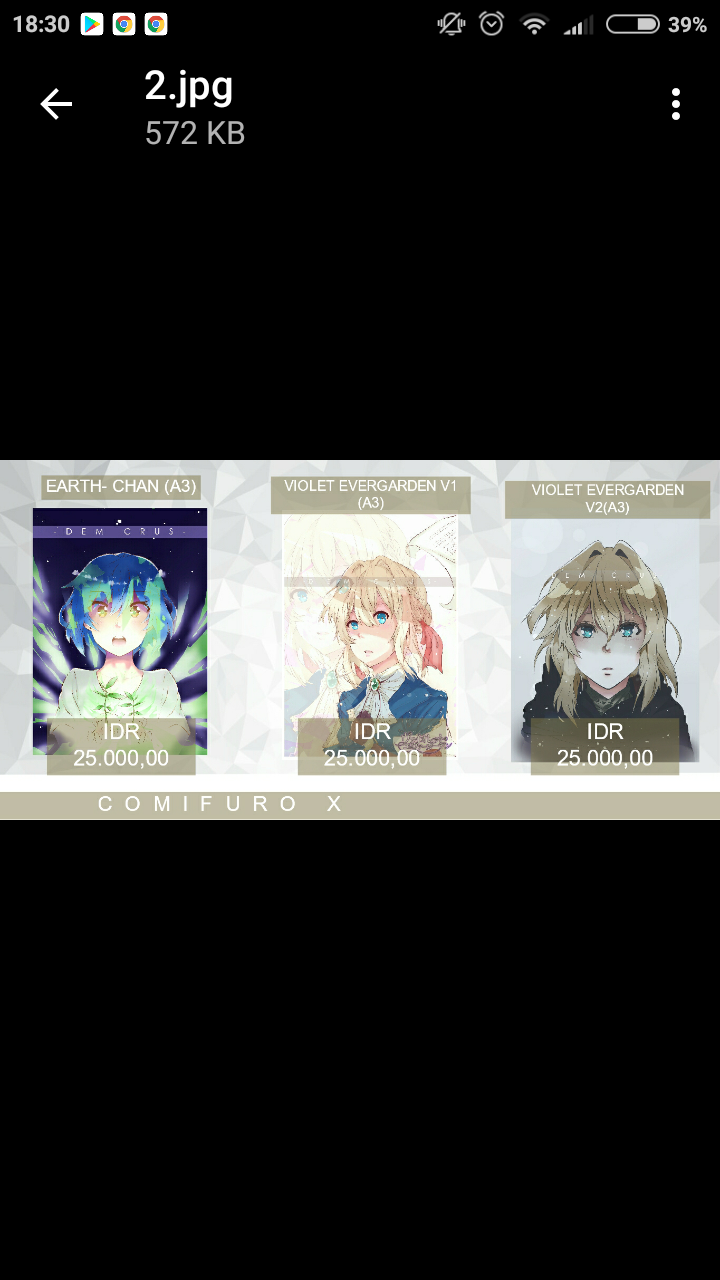 18:30
39%
2.jpg
572 KB
EARTH- CHAN (A3)
VIOLET EVERGARDEN V1
(A3)
VIOLET EVERGARDEN
V2(A3)
- D E M   C R U S -
IDR
25.000,00
IDR
25.000,00
IDR
25.000,00
C O M I F U R O   X